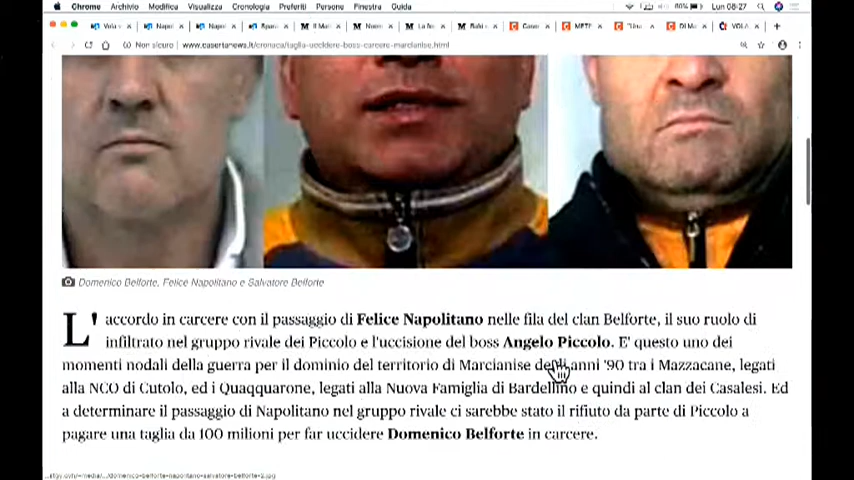 Chrome Archivio Modifica Visualizza Cronologia Preferiti Persone Finestra Guida 80% Lun 08:27
Non sicuro www.casertanews.it/cronaca/taglia-uccidere-boss-carcere-marcianise.html
Domenico Belforte, Felice Napolitano e Salvatore Belforte
L'accordo in carcere con il passaggio di Felice Napolitano nelle fila del clan Belforte, il suo ruolo di
infiltrato nel gruppo rivale dei Piccolo e l'uccisione del boss Angelo Piccolo. E' questo uno dei
momenti nodali della guerra per il dominio del territorio di Marcianise degli anni '90 tra i Mazzacane, legati
alla NCO di Cutolo, ed i Quaqquarone, legati alla Nuova Famiglia di Bardellino e quindi al clan dei Casalesi. Ed
a determinare il passaggio di Napolitano nel gruppo rivale ci sarebbe stato il rifiuto da parte di Piccolo a
pagare una taglia da 100 milioni per far uccidere Domenico Belforte in carcere.